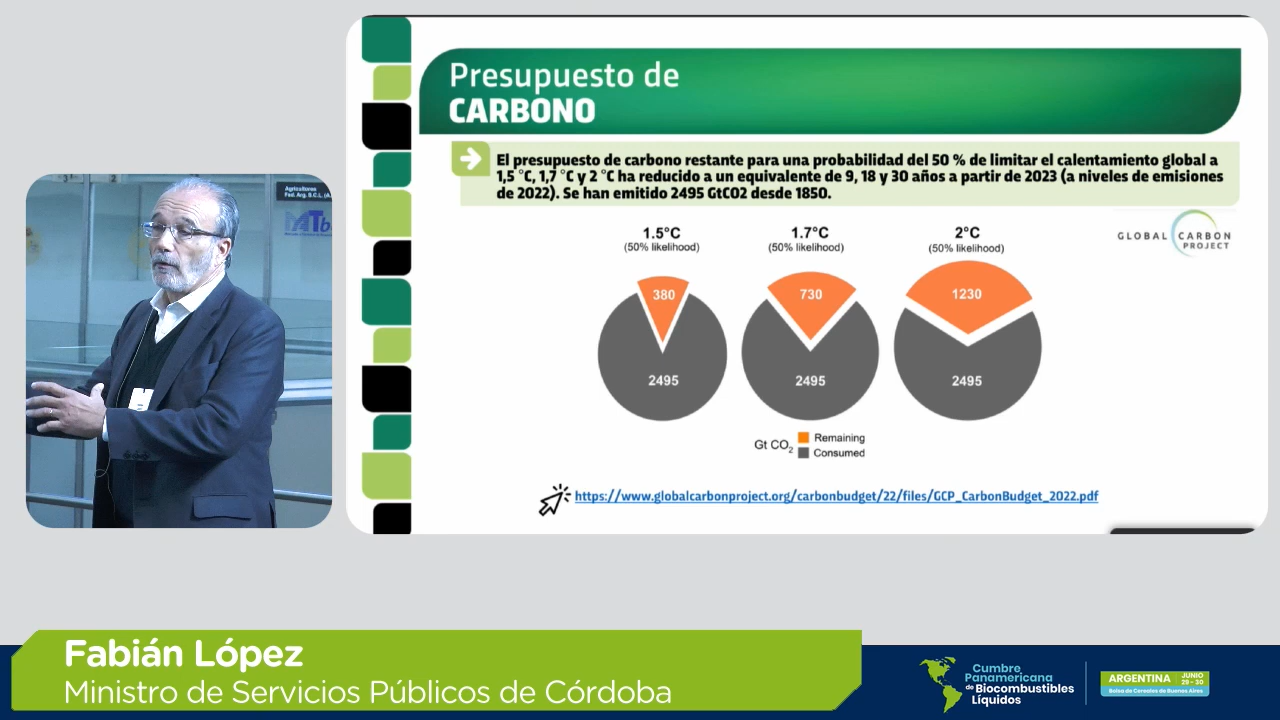 Presupuesto de
CARBONO
El presupuesto de carbono restante para una probabilidad del 50 % de limitar el calentamiento global a
1,5 °C, 1,7 °C y 2 °C ha reducido a un equivalente de 9, 18 y 30 años a partir de 2023 (a niveles de emisiones
de 2022). Se han emitido 2495 GtCO2 desde 1850.
GLOBAL CARBON
PROJECT
1.5°C
(50% likelihood)
380
2495
1.7°C
(50% likelihood)
730
2495
2°C
(50% likelihood)
1230
2495
Gt CO₂
Remaining
Consumed
https://www.globalcarbonproject.org/carbonbudget/22/files/GCP_CarbonBudget_2022.pdf
Agricultores
Fed. Arg. S.C.L.
MTb
Fabián López
Ministro de Servicios Públicos de Córdoba
Cumbre
Panamericana
de Biocombustibles
Líquidos
ARGENTINA
JUNIO
29 - 30
Bolsa de Cereales de Buenos Aires